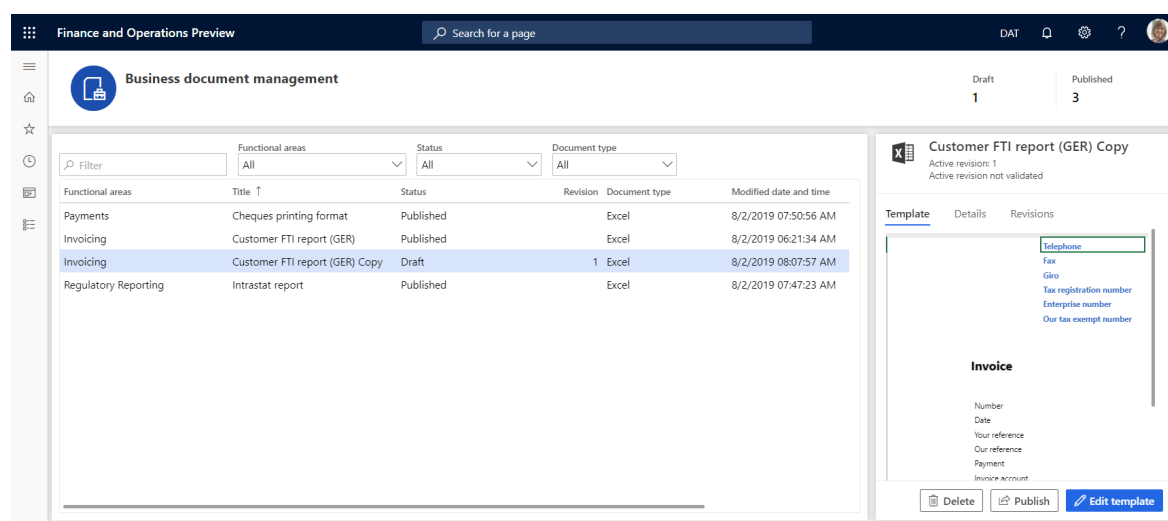 Finance and Operations Preview
Search for a page
DAT
?
Business document management
Draft
1
Published
3
Functional areas
Status
Document type
Filter
All
All
All
Functional areas Title ↑ Status Revision Document type Modified date and time
Payments Cheques printing format Published Excel 8/2/2019 07:50:56 AM
Invoicing Customer FTI report (GER) Published Excel 8/2/2019 06:21:34 AM
Invoicing Customer FTI report (GER) Copy Draft 1 Excel 8/2/2019 08:07:57 AM
Regulatory Reporting Intrastat report Published Excel 8/2/2019 07:47:23 AM
Customer FTI report (GER) Copy
Active revision: 1
Active revision not validated
Template Details Revisions
Telephone
Fax
Giro
Tax registration number
Enterprise number
Our tax exempt number
Invoice
Number
Date
Your reference
Our reference
Payment
Invoice account
Delete Publish Edit template